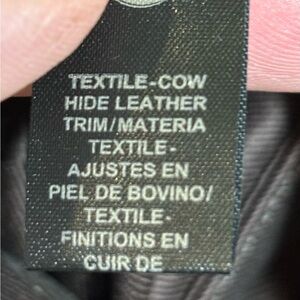 TEXTILE-COW
HIDE LEATHER
TRIM/MATERIA
TEXTILE-
AJUSTES EN
PIEL DE BOVINO/
TEXTILE-
FINITIONS EN
CUIR DE